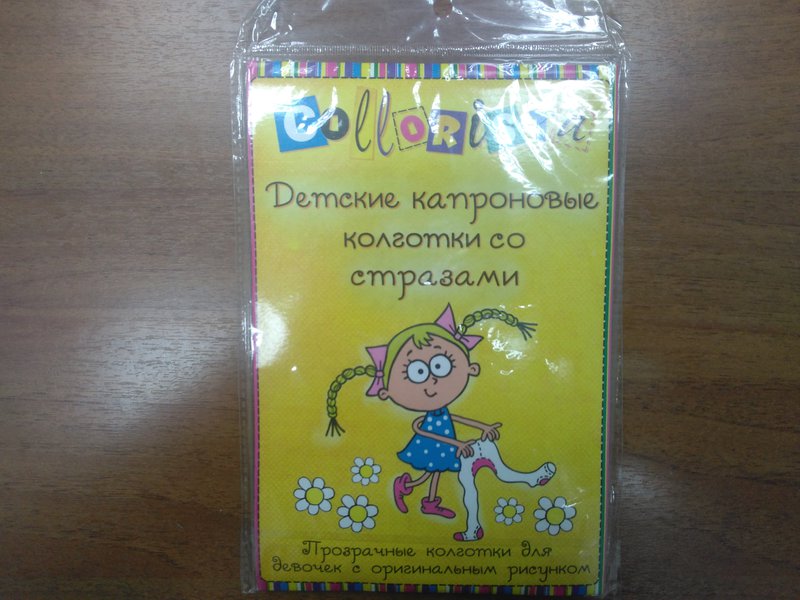 Детские капроновые
колготки со
стразами
Прозрачные колготки для
девочек с оригинальным рисунком